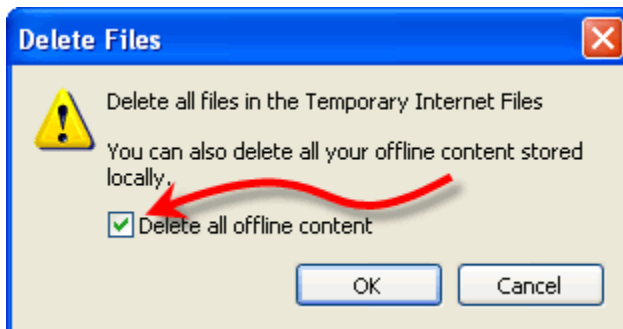 Delete Files
Delete all files in the Temporary Internet Files
You can also delete all your offline content stored
locally.
Delete all offline content
OK
Cancel